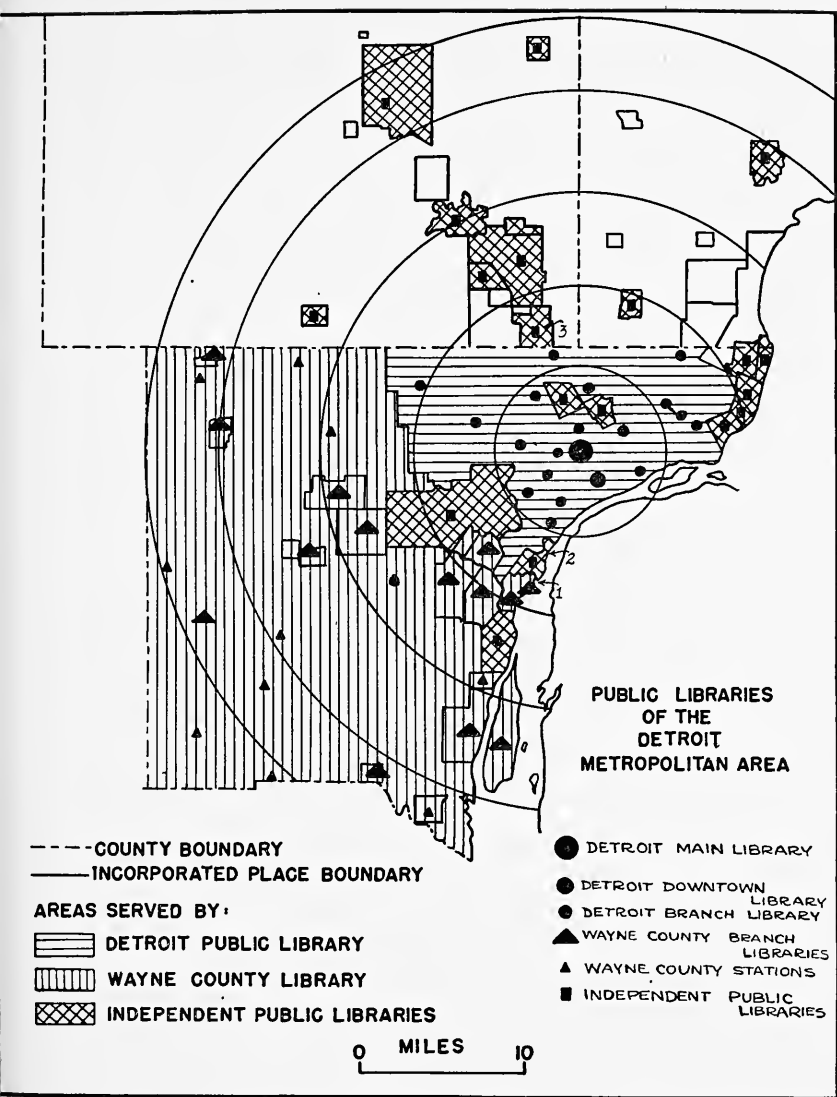 3
2
1
PUBLIC LIBRARIES
OF THE
DETROIT
METROPOLITAN AREA
COUNTY BOUNDARY
INCORPORATED PLACE BOUNDARY
AREAS SERVED BY:
DETROIT PUBLIC LIBRARY
WAYNE COUNTY LIBRARY
INDEPENDENT PUBLIC LIBRARIES
DETROIT MAIN LIBRARY
DETROIT DOWNTOWN
LIBRARY
DETROIT BRANCH LIBRARY
WAYNE COUNTY BRANCH
LIBRARIES
WAYNE COUNTY STATIONS
INDEPENDENT PUBLIC
LIBRARIES
0 MILES 10